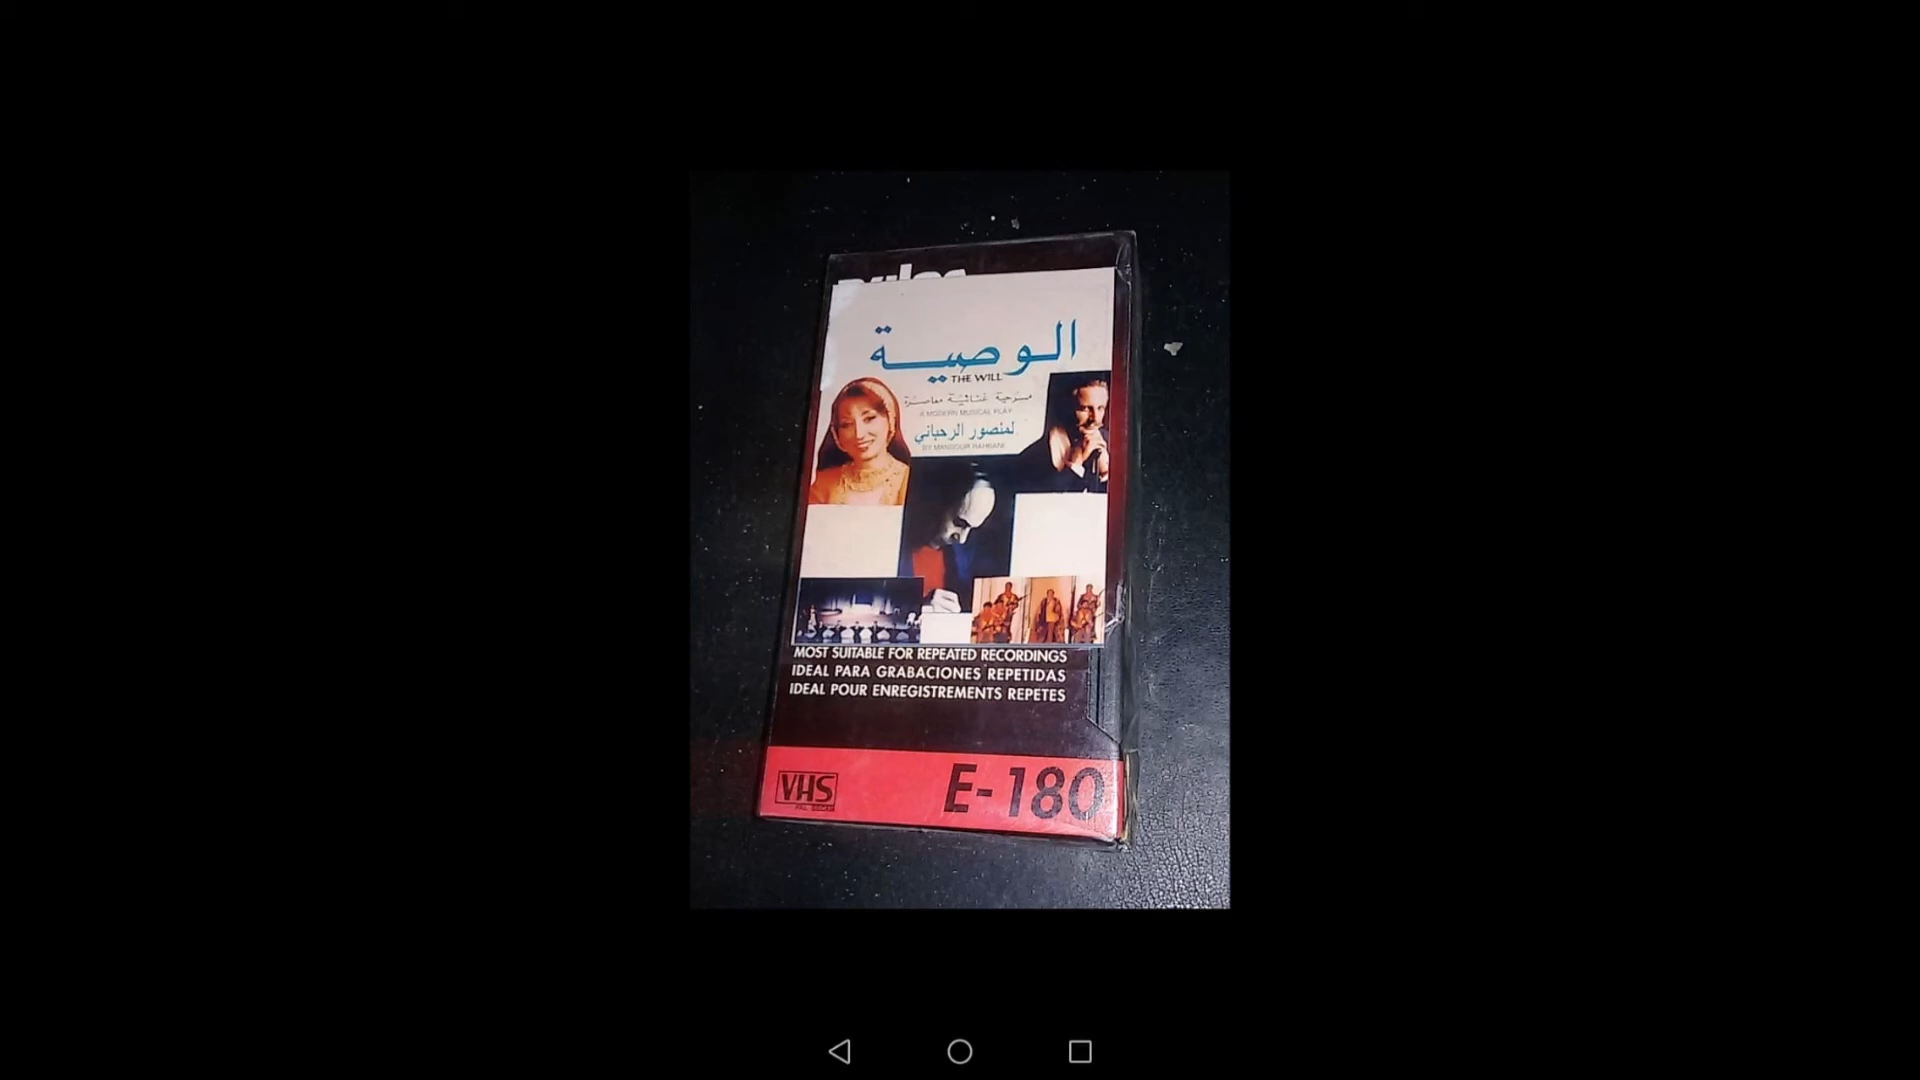 الوصية
THE WILL
مسرحية غنائية معاصرة
A MODERN MUSICAL PLAY
لمنصور الرحباني
BY MANSOUR RAHBANI
MOST SUITABLE FOR REPEATED RECORDINGS
IDEAL PARA GRABACIONES REPETIDAS
IDEAL POUR ENREGISTREMENTS REPETES
VHS
E-180